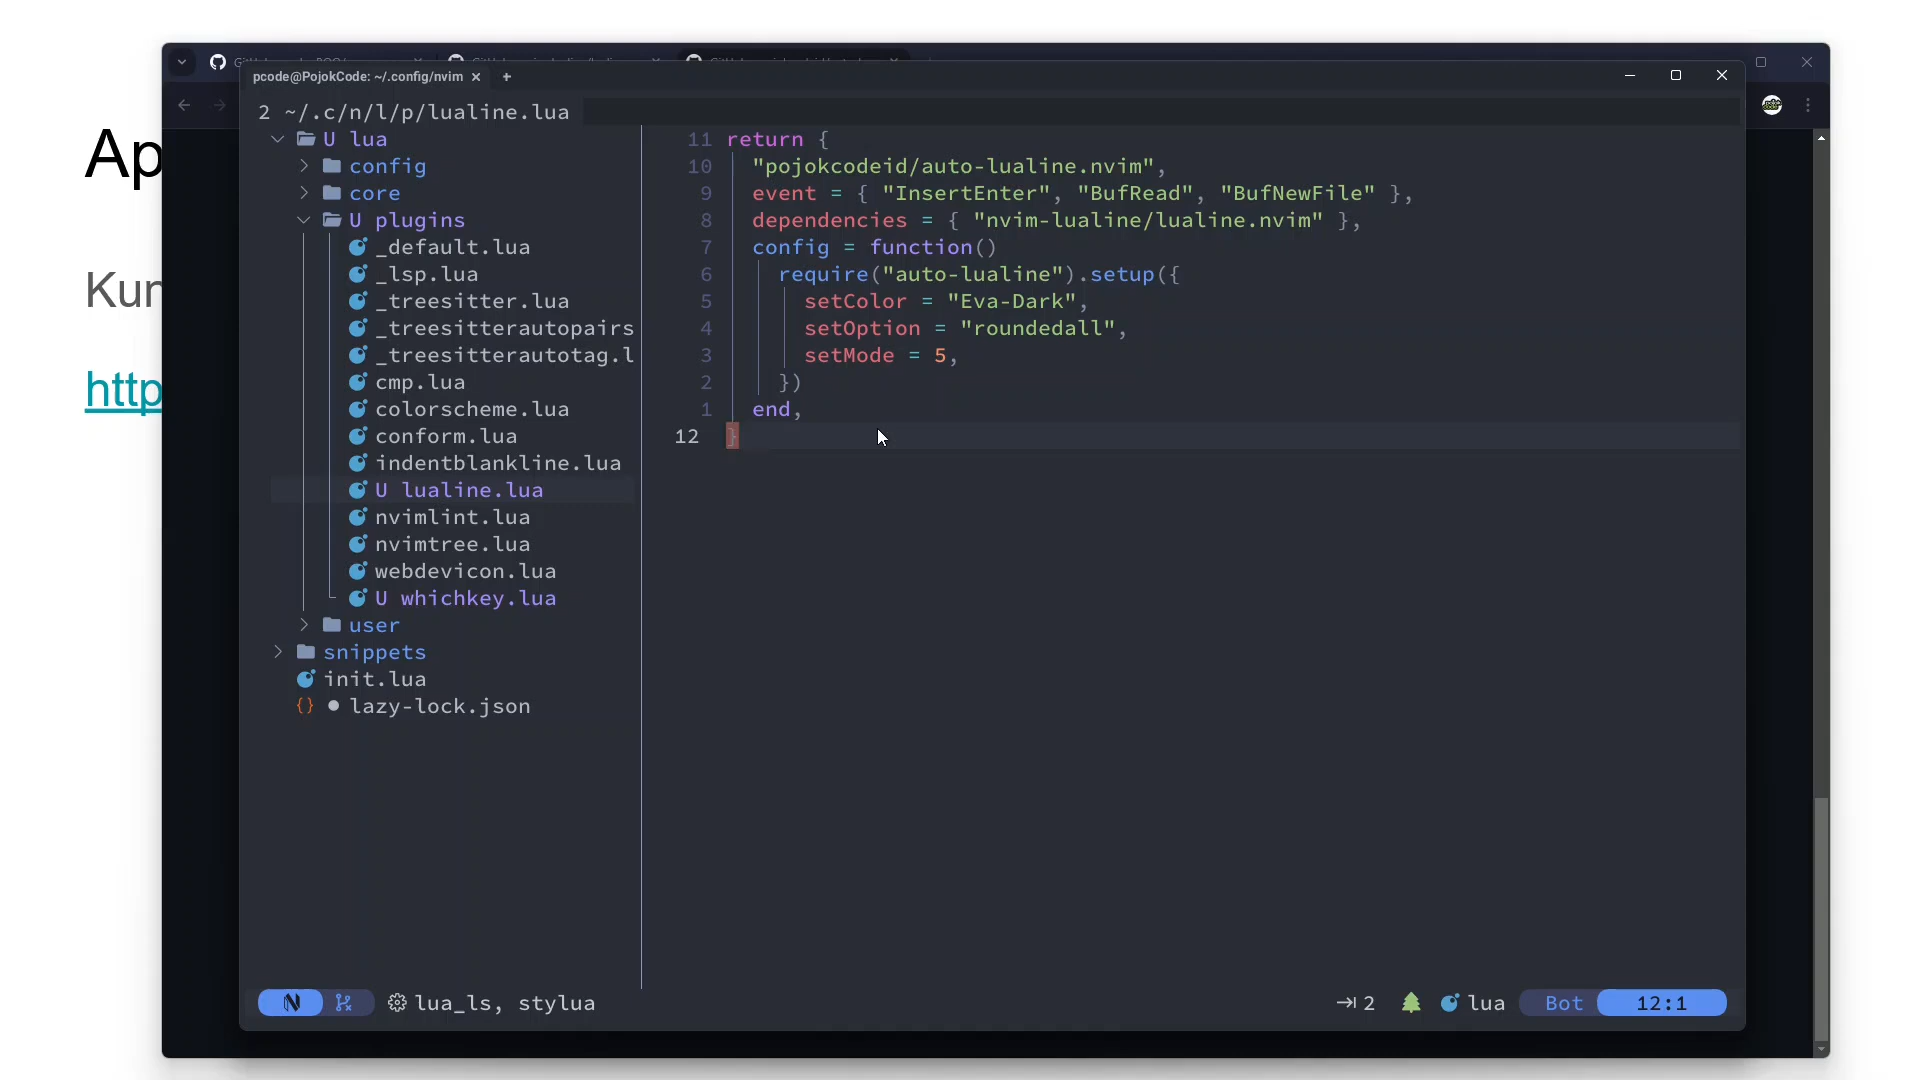 pcode@PojokCode: ~/.config/nvim
2 ~/.c/n/l/p/lualine.lua
Ap
Kun
http
U lua
config
core
U plugins
_default.lua
_lsp.lua
_treesitter.lua
_treesitterautopairs
_treesitterautotag.l
cmp.lua
colorscheme.lua
conform.lua
indentblankline.lua
U lualine.lua
nvimlint.lua
nvimtree.lua
webdevicon.lua
U whichkey.lua
user
snippets
init.lua
{} ● lazy-lock.json
11 return {
10 "pojokcodeid/auto-lualine.nvim",
9 event = { "InsertEnter", "BufRead", "BufNewFile" },
8 dependencies = { "nvim-lualine/lualine.nvim" },
7 config = function()
6 require("auto-lualine").setup({
5 setColor = "Eva-Dark",
4 setOption = "roundedall",
3 setMode = 5,
2 })
1 end,
12 }
lua_ls, stylua
2
lua
Bot
12:1